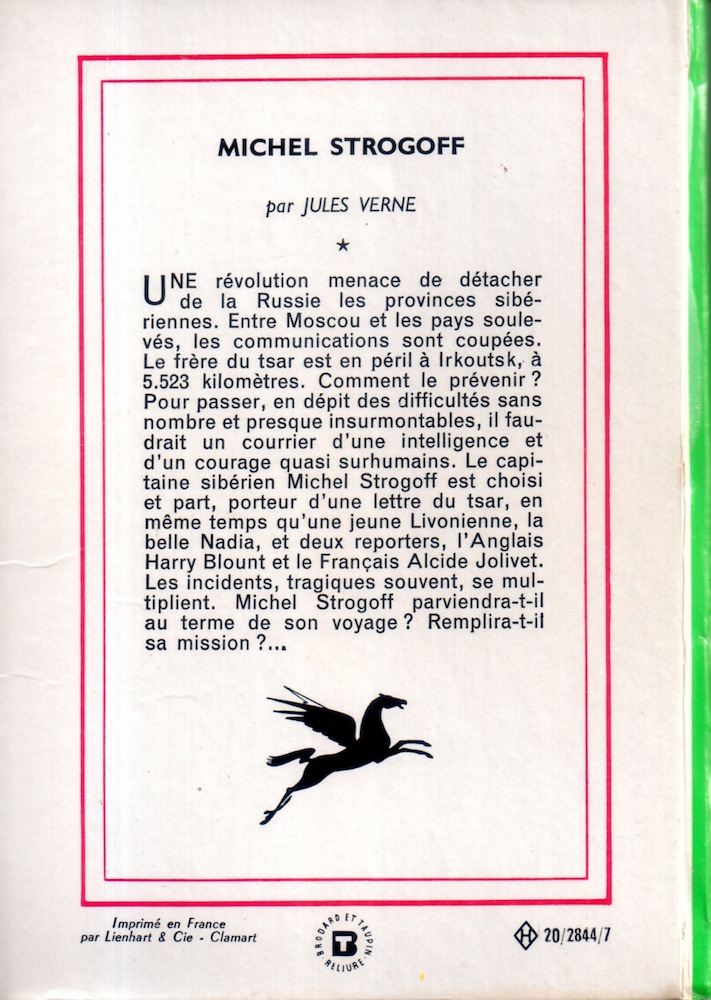 MICHEL STROGOFF
par JULES VERNE
★
UNE révolution menace de détacher
de la Russie les provinces sibé-
riennes. Entre Moscou et les pays soule-
vés, les communications sont coupées.
Le frère du tsar est en péril à Irkoutsk, à
5.523 kilomètres. Comment le prévenir ?
Pour passer, en dépit des difficultés sans
nombre et presque insurmontables, il fau-
drait un courrier d'une intelligence et
d'un courage quasi surhumains. Le capi-
taine sibérien Michel Strogoff est choisi
et part, porteur d'une lettre du tsar, en
même temps qu'une jeune Livonienne, la
belle Nadia, et deux reporters, l'Anglais
Harry Blount et le Français Alcide Jolivet.
Les incidents, tragiques souvent, se mul-
tiplient. Michel Strogoff parviendra-t-il
au terme de son voyage ? Remplira-t-il
sa mission ?...
Imprimé en France
par Lienhart & Cie - Clamart
BRODARD ET TAUPIN
BT
· RELIURE ·
H 20/2844/7